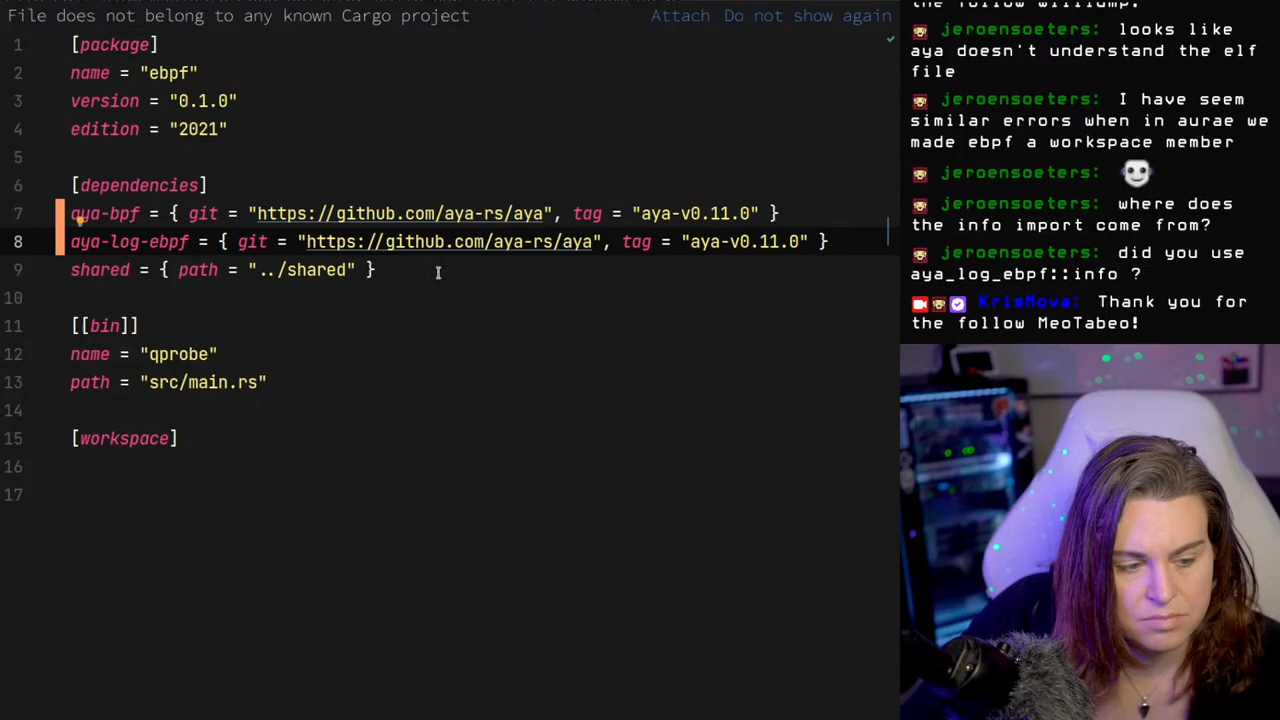 File does not belong to any known Cargo project
Attach Do not show again
1 [package]
2 name = "ebpf"
3 version = "0.1.0"
4 edition = "2021"
5
6 [dependencies]
7 aya-bpf = { git = "https://github.com/aya-rs/aya", tag = "aya-v0.11.0" }
8 aya-log-ebpf = { git = "https://github.com/aya-rs/aya", tag = "aya-v0.11.0" }
9 shared = { path = "../shared" }
10
11 [[bin]]
12 name = "qprobe"
13 path = "src/main.rs"
14
15 [workspace]
16
17
the follow
jeroensoeters: looks like
aya doesn't understand the elf
file
jeroensoeters: I have seem
similar errors when in aurae we
made ebpf a workspace member
jeroensoeters:
jeroensoeters: where does
the info import come from?
jeroensoeters: did you use
aya_log_ebpf::info ?
KrisNova: Thank you for
the follow MeoTabeo!